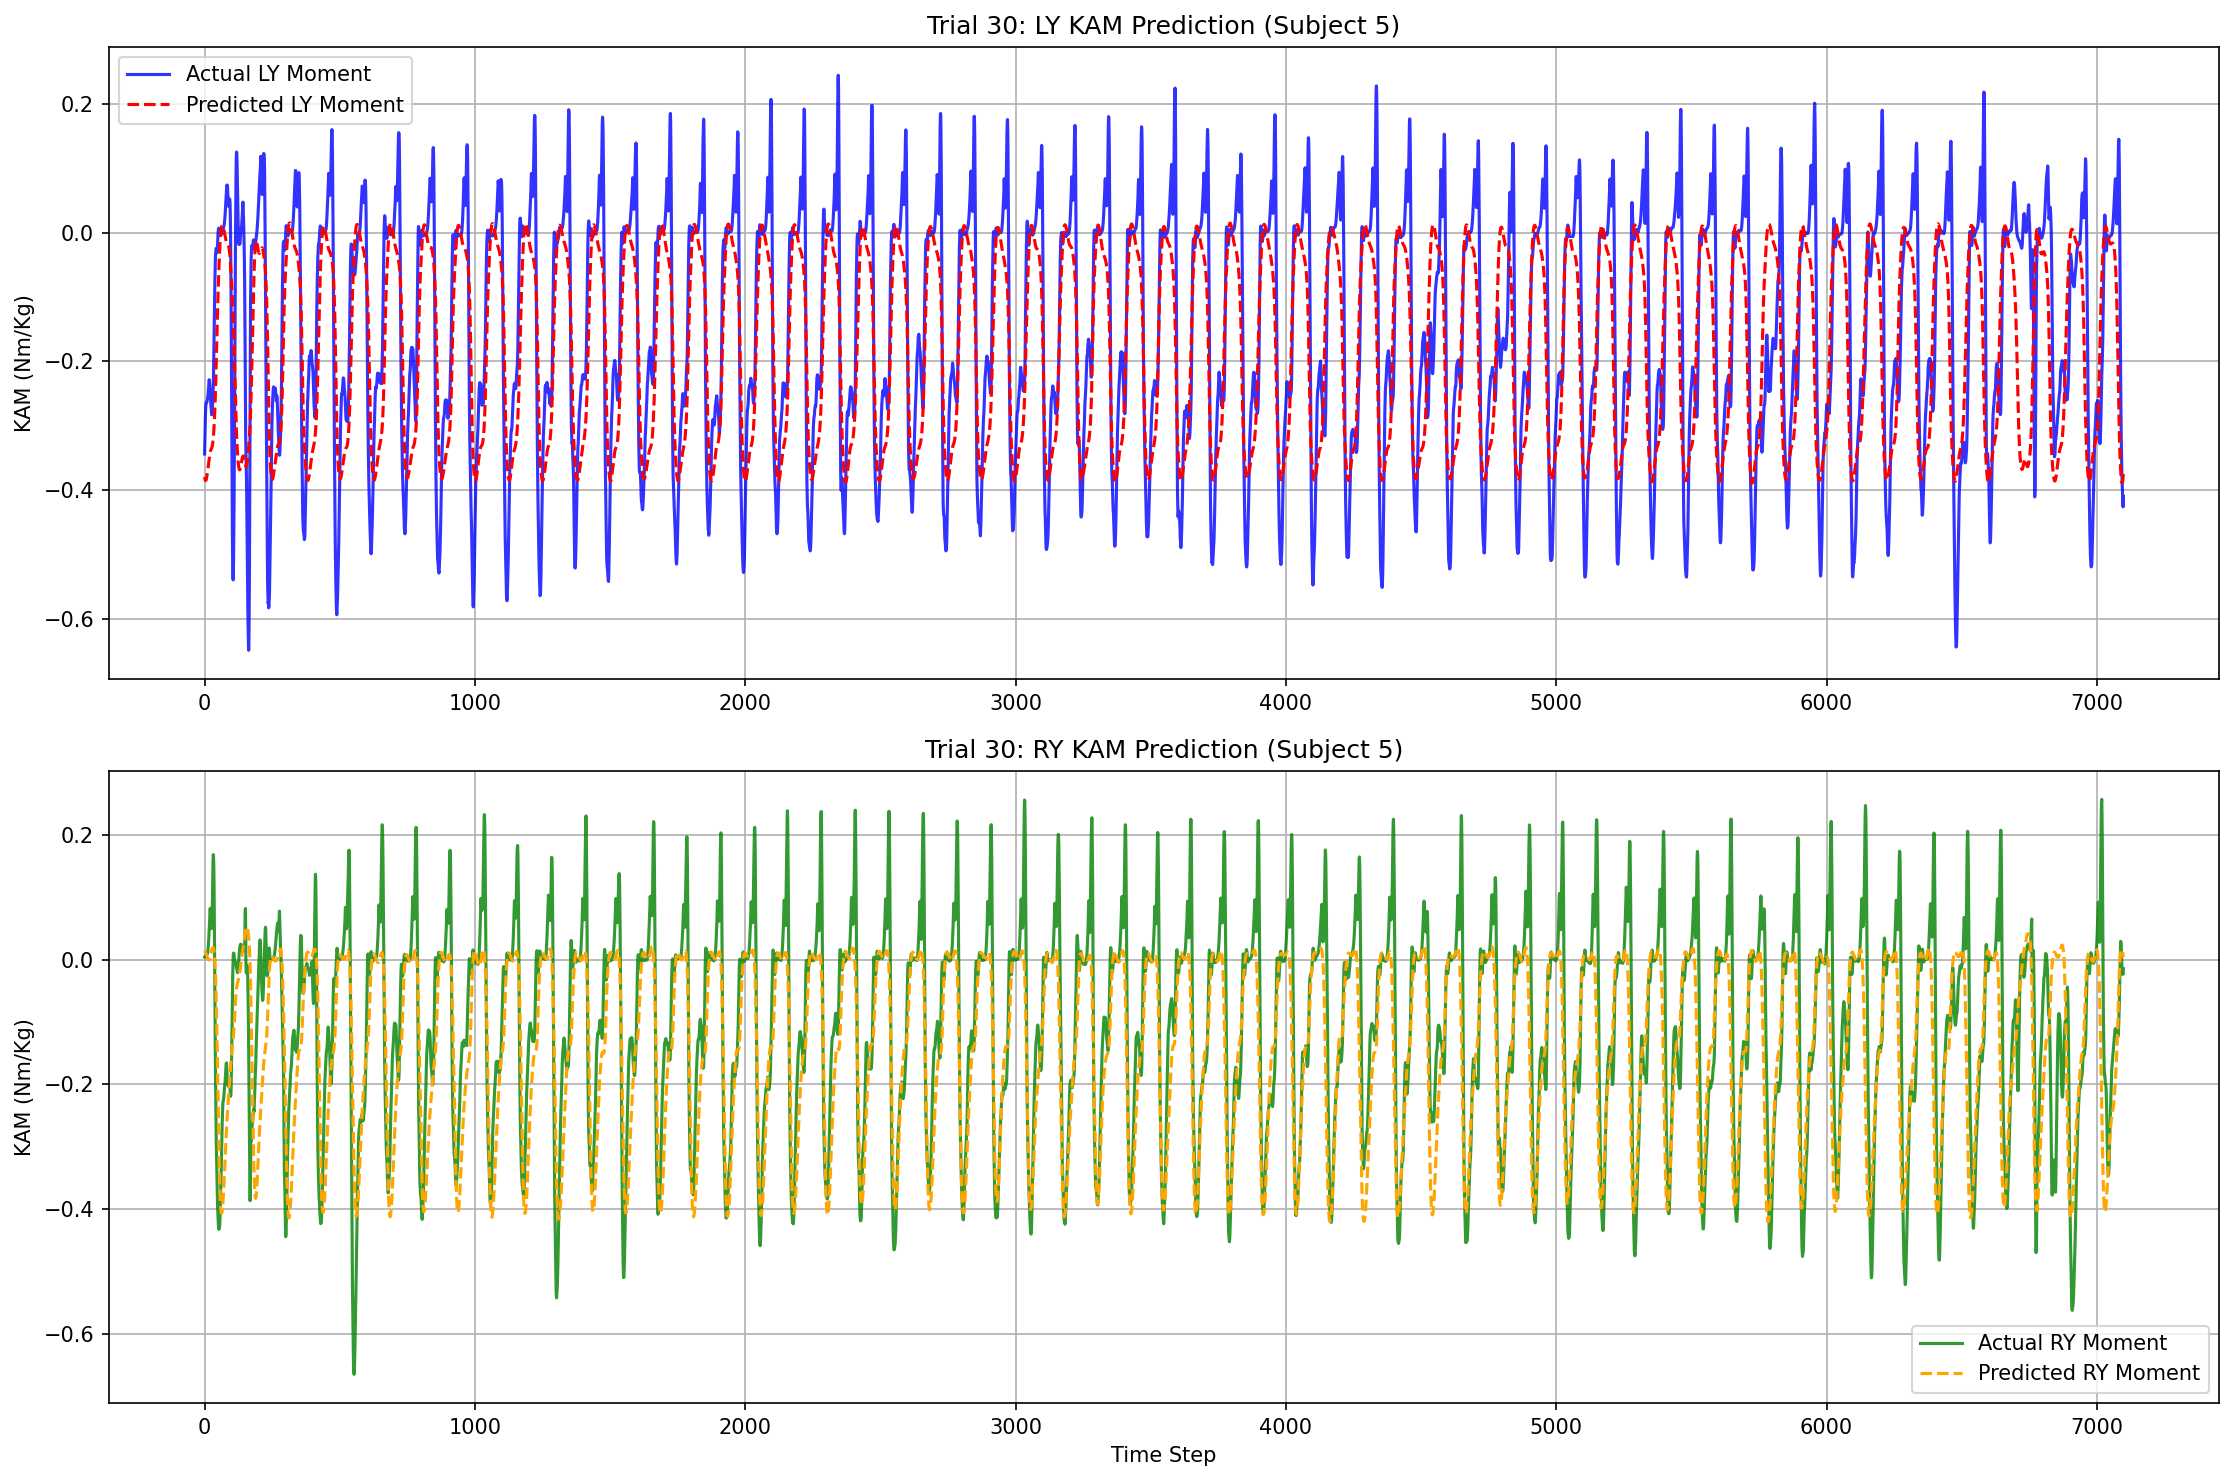 Trial 30: LY KAM Prediction (Subject 5)
Actual LY Moment
Predicted LY Moment
KAM (Nm/Kg)
0.2
0.0
−0.2
−0.4
−0.6
0 1000 2000 3000 4000 5000 6000 7000
Trial 30: RY KAM Prediction (Subject 5)
KAM (Nm/Kg)
0.2
0.0
−0.2
−0.4
−0.6
Actual RY Moment
Predicted RY Moment
0 1000 2000 3000 4000 5000 6000 7000
Time Step